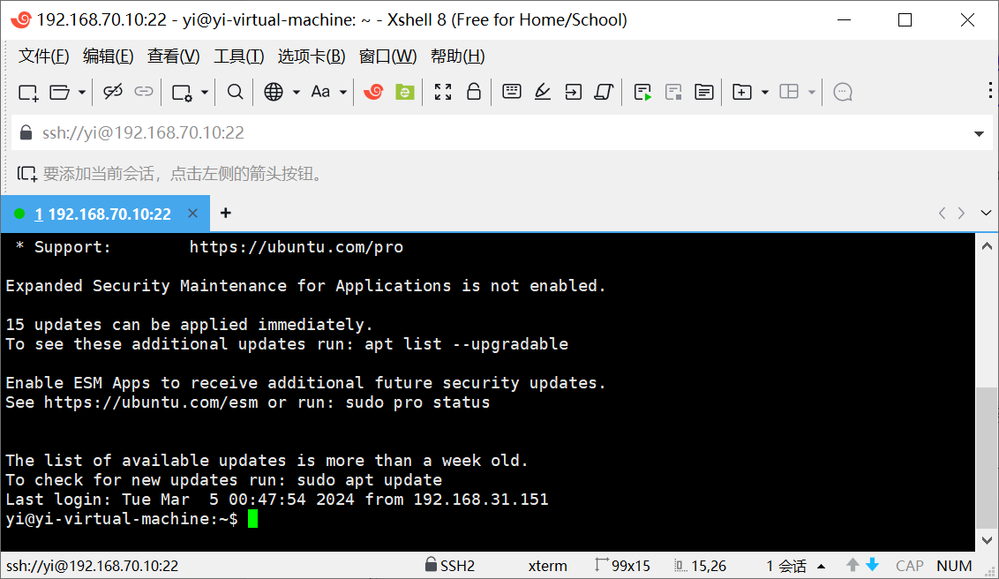 192.168.70.10:22 - yi@yi-virtual-machine: ~ - Xshell 8 (Free for Home/School)
文件(F) 编辑(E) 查看(V) 工具(T) 选项卡(B) 窗口(W) 帮助(H)
Aa
ssh://yi@192.168.70.10:22
要添加当前会话，点击左侧的箭头按钮。
1 192.168.70.10:22 × +
* Support:        https://ubuntu.com/pro
Expanded Security Maintenance for Applications is not enabled.
15 updates can be applied immediately.
To see these additional updates run: apt list --upgradable
Enable ESM Apps to receive additional future security updates.
See https://ubuntu.com/esm or run: sudo pro status
The list of available updates is more than a week old.
To check for new updates run: sudo apt update
Last login: Tue Mar  5 00:47:54 2024 from 192.168.31.151
yi@yi-virtual-machine:~$
ssh://yi@192.168.70.10:22 SSH2 xterm 99x15 15,26 1 会话 CAP NUM